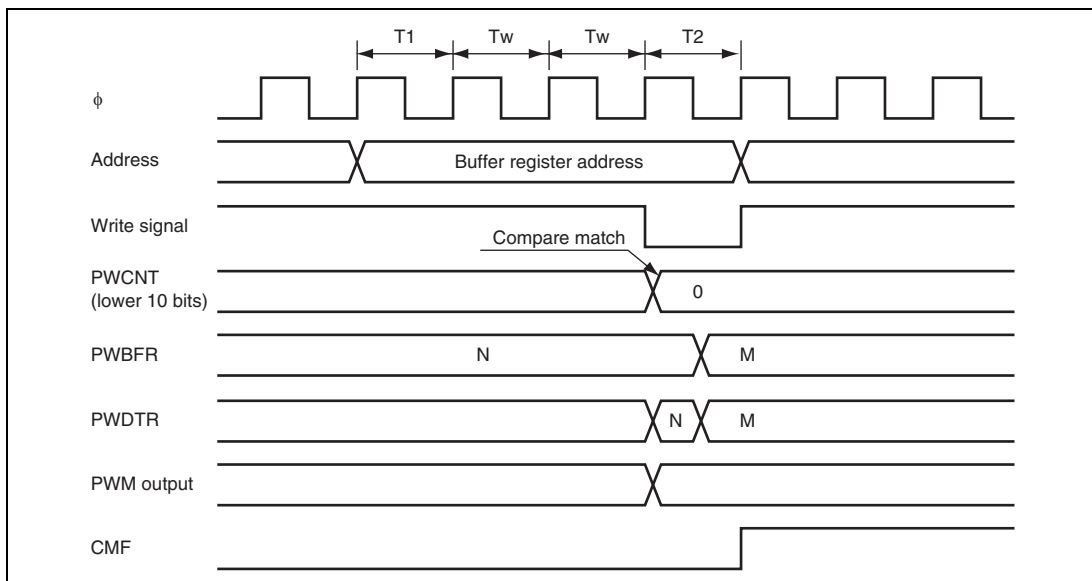 T1 Tw Tw T2
ϕ
Address Buffer register address
Write signal
Compare match
PWCNT
(lower 10 bits) 0
PWBFR N M
PWDTR N M
PWM output
CMF